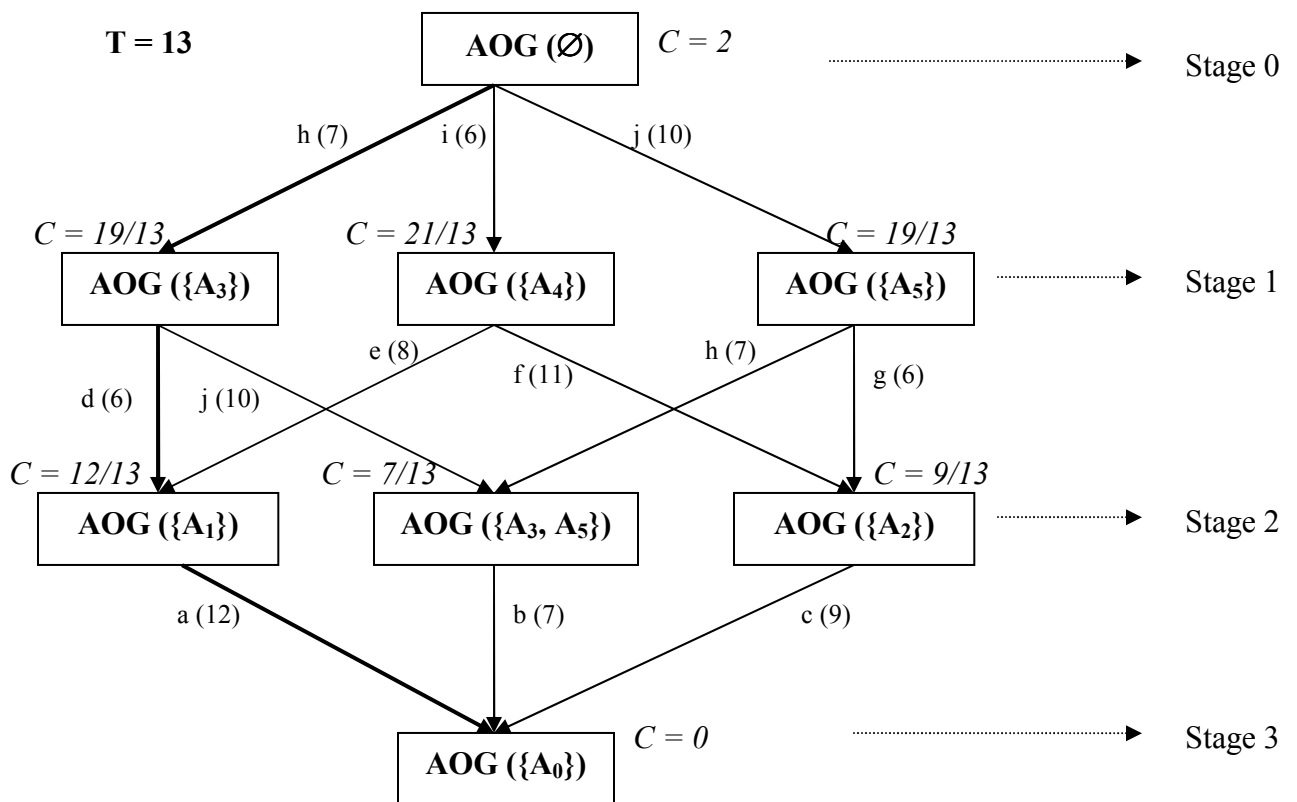 T = 13
AOG (∅)
C = 2
Stage 0
h (7)
i (6)
j (10)
C = 19/13
C = 21/13
C = 19/13
AOG ({A₃})
AOG ({A₄})
AOG ({A₅})
Stage 1
d (6)
j (10)
e (8)
f (11)
h (7)
g (6)
C = 12/13
C = 7/13
C = 9/13
AOG ({A₁})
AOG ({A₃, A₅})
AOG ({A₂})
Stage 2
a (12)
b (7)
c (9)
AOG ({A₀})
C = 0
Stage 3